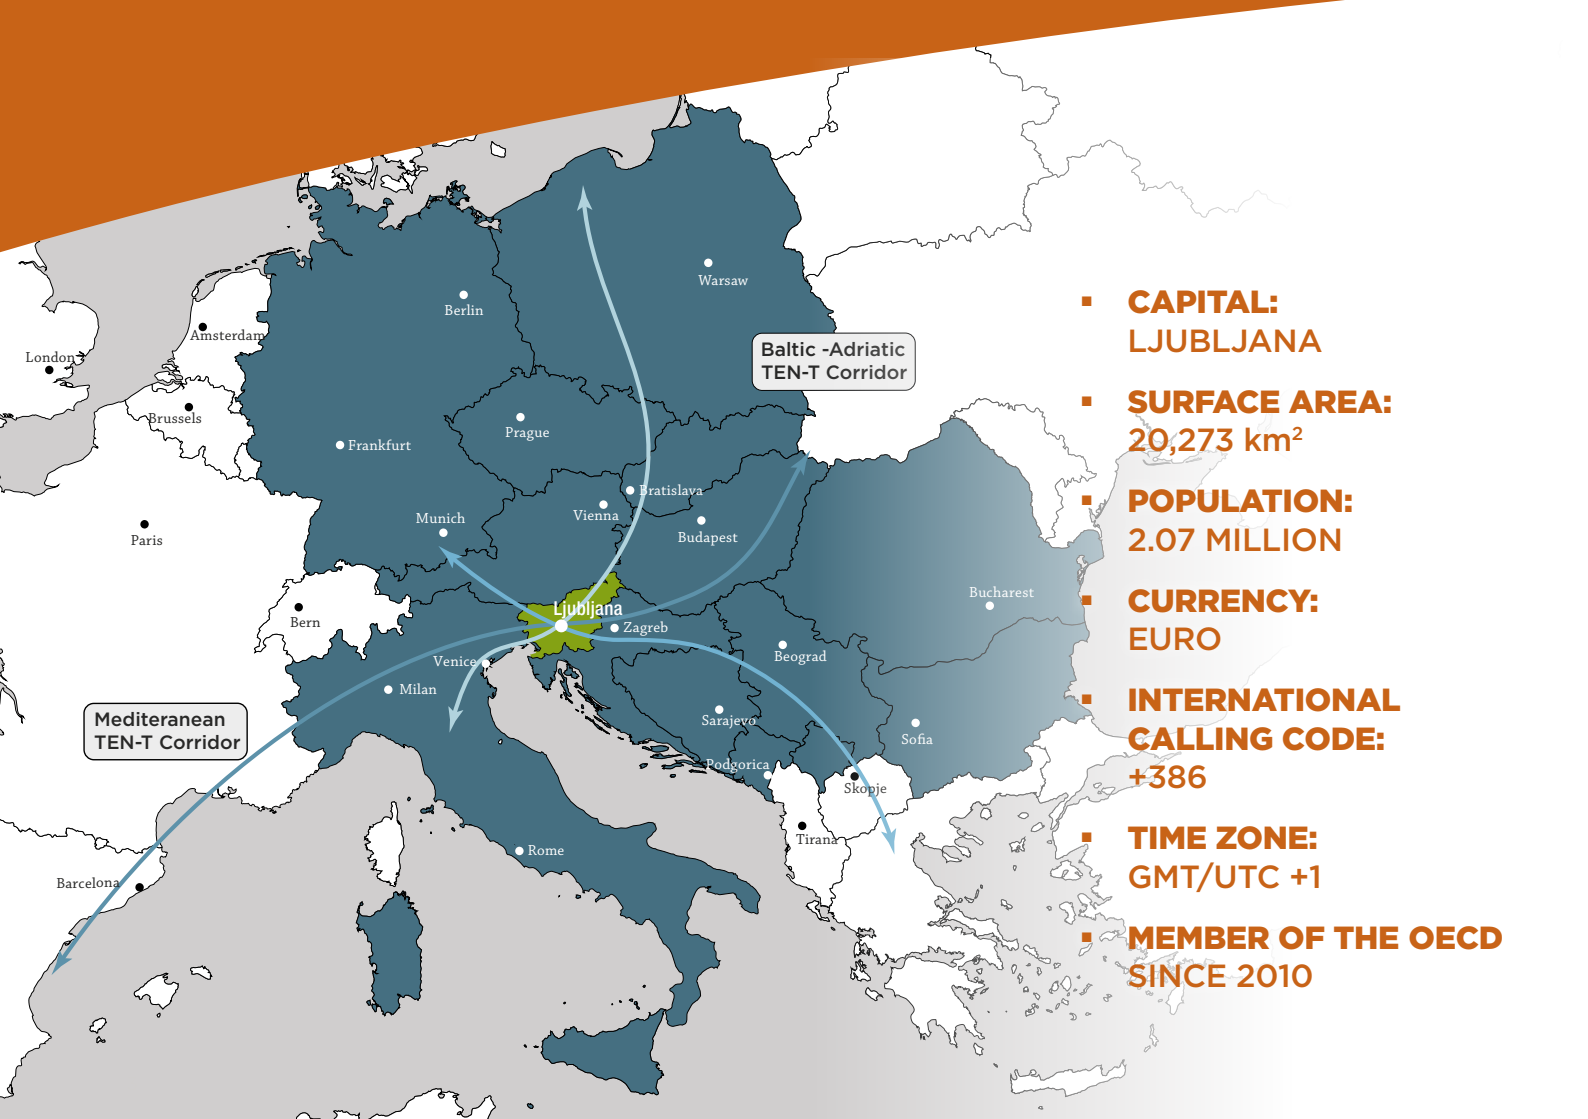 Warsaw
Berlin
Amsterdam
London
Baltic -Adriatic
TEN-T Corridor
Brussels
Prague
Frankfurt
Bratislava
Munich
Vienna
Budapest
Paris
Bucharest
Ljubljana
Bern
Zagreb
Beograd
Venice
Milan
Mediteranean
TEN-T Corridor
Sarajevo
Sofia
Podgorica
Skopje
Tirana
Rome
Barcelona
▪ CAPITAL:
LJUBLJANA
▪ SURFACE AREA:
20,273 km²
▪ POPULATION:
2.07 MILLION
▪ CURRENCY:
EURO
▪ INTERNATIONAL
CALLING CODE:
+386
▪ TIME ZONE:
GMT/UTC +1
▪ MEMBER OF THE OECD
SINCE 2010